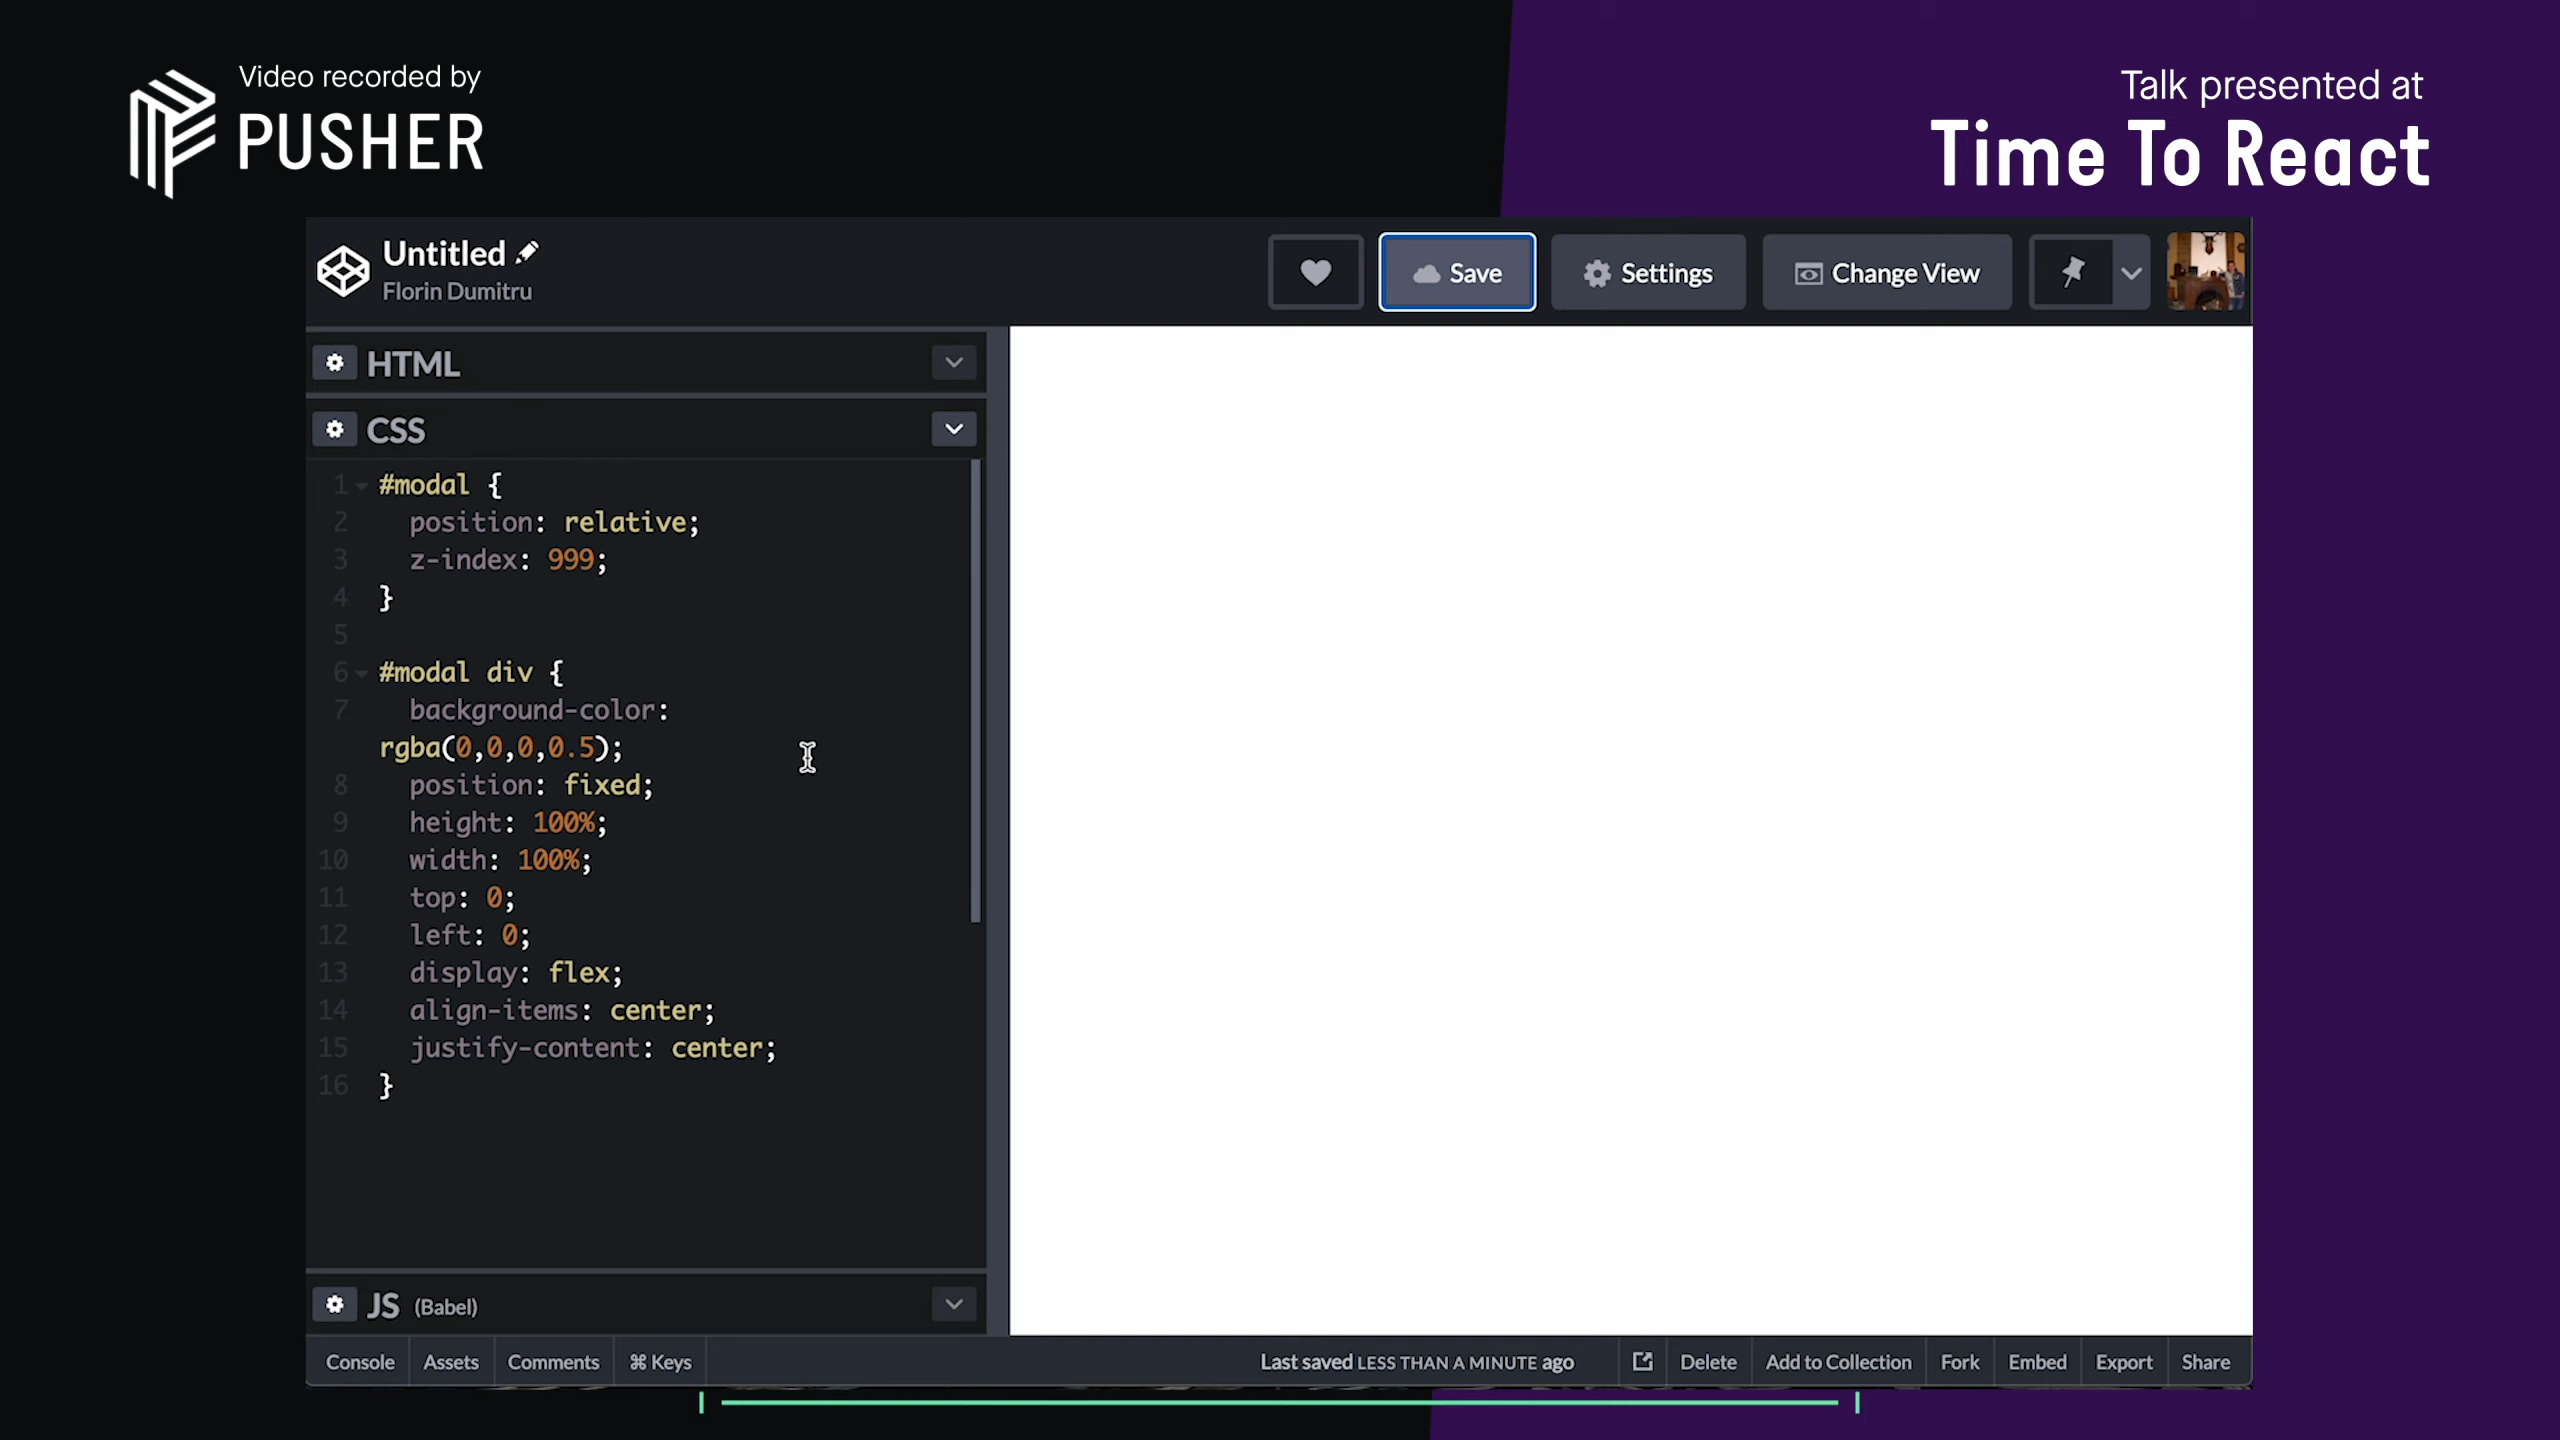 Video recorded by
PUSHER
Talk presented at
Time To React
Untitled
Florin Dumitru
Save
Settings
Change View
HTML
CSS
1 #modal {
2 position: relative;
3 z-index: 999;
4 }
5
6 #modal div {
7 background-color:
rgba(0,0,0,0.5);
8 position: fixed;
9 height: 100%;
10 width: 100%;
11 top: 0;
12 left: 0;
13 display: flex;
14 align-items: center;
15 justify-content: center;
16 }
JS (Babel)
Console Assets Comments ⌘ Keys Last saved LESS THAN A MINUTE ago Delete Add to Collection Fork Embed Export Share